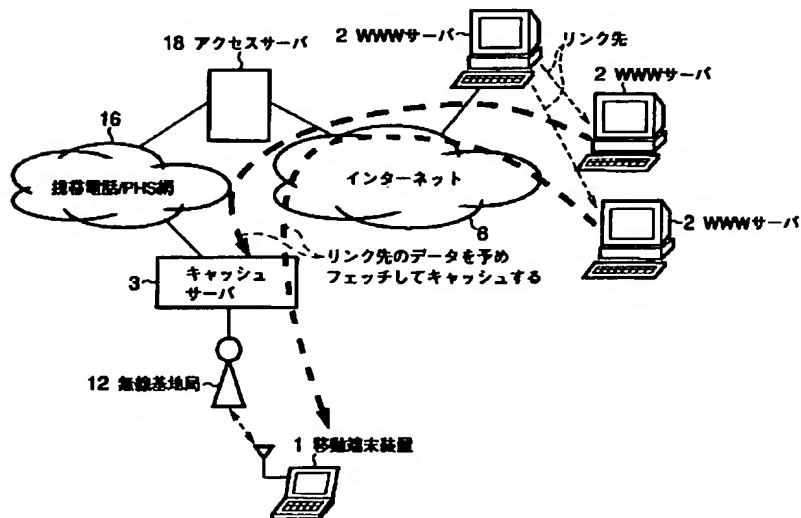 18 アクセスサーバ
2 WWWサーバ
リンク先
2 WWWサーバ
16
携帯電話/PHS網
インターネット
8
2 WWWサーバ
リンク先のデータを予め
フェッチしてキャッシュする
3
キャッシュ
サーバ
12 無線基地局
1 移動端末装置